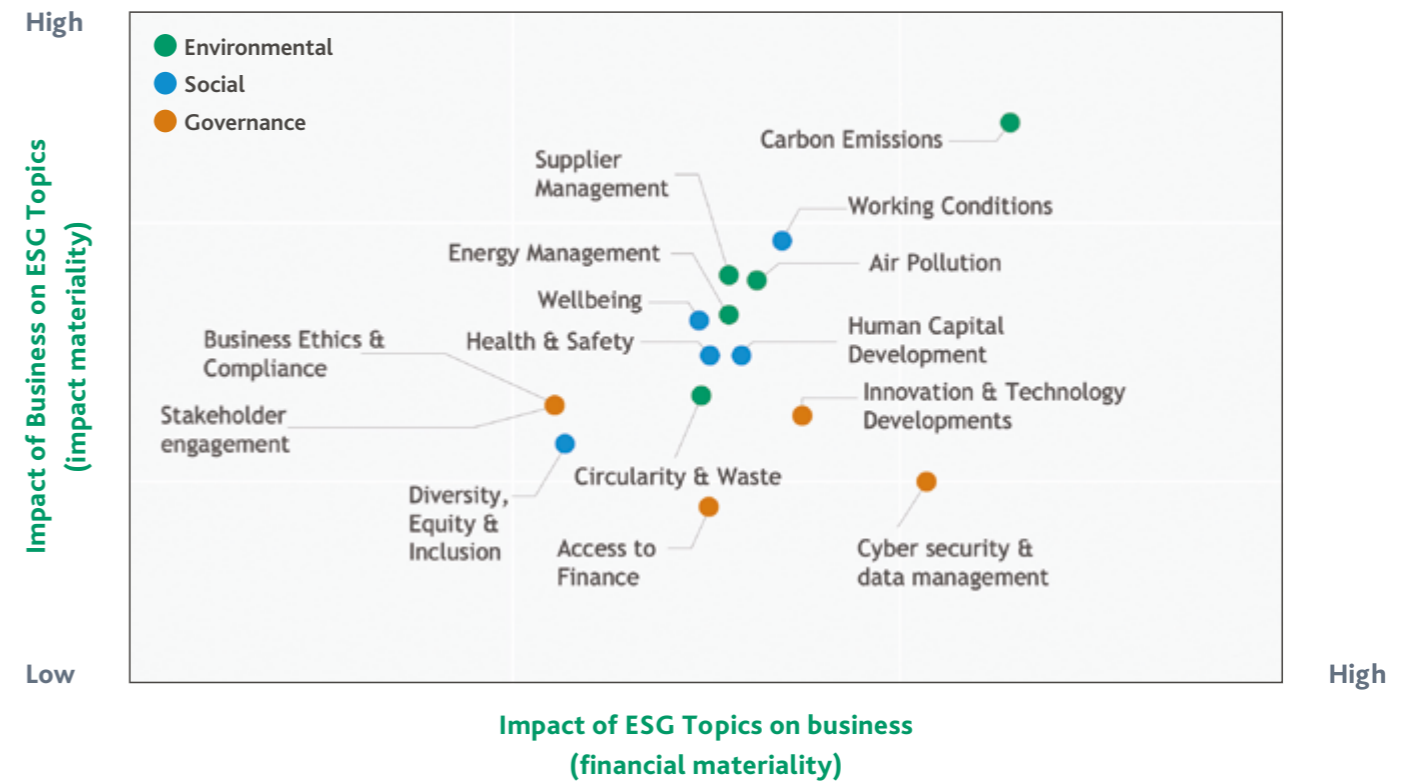 High
Environmental
Social
Governance
Carbon Emissions
Supplier
Management
Working Conditions
Energy Management
Air Pollution
Wellbeing
Human Capital
Development
Business Ethics &
Compliance
Health & Safety
Innovation & Technology
Developments
Stakeholder
engagement
Circularity & Waste
Diversity,
Equity &
Inclusion
Access to
Finance
Cyber security &
data management
Impact of Business on ESG Topics
(impact materiality)
Low
High
Impact of ESG Topics on business
(financial materiality)